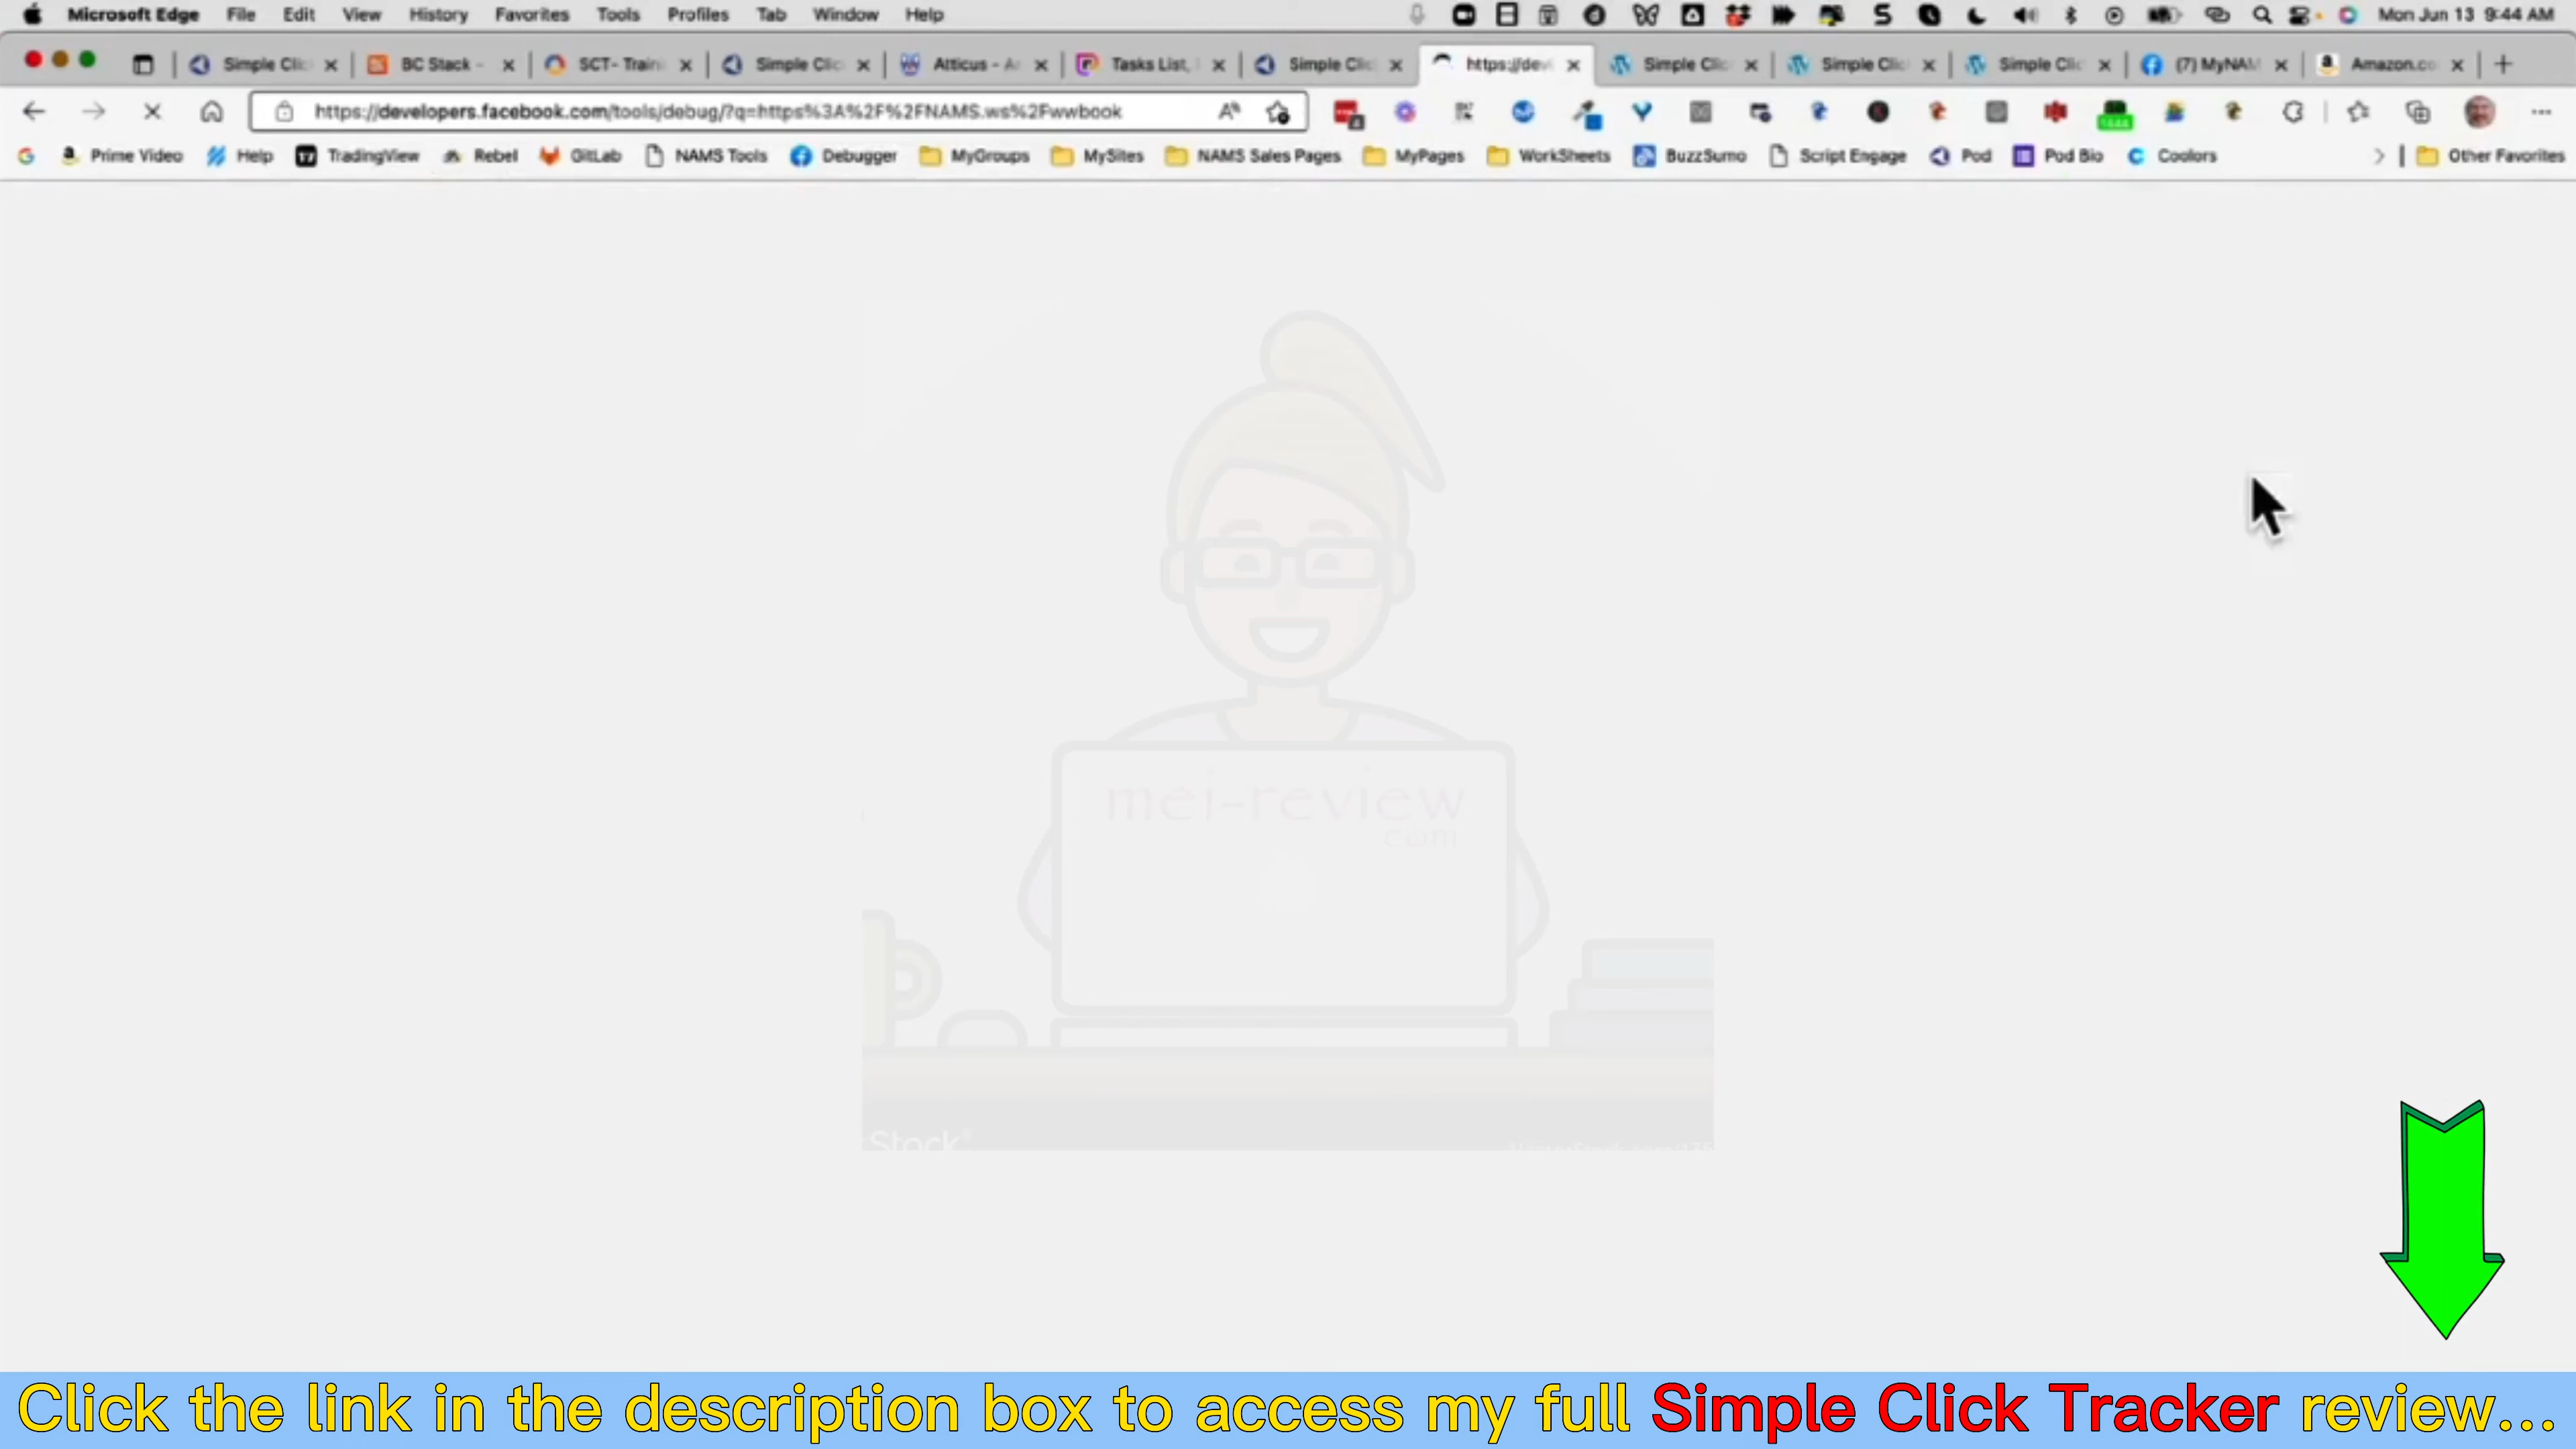 Microsoft Edge File Edit View History Favorites Tools Profiles Tab Window Help Mon Jun 13 9:44 AM
Simple Clic BC Stack - SCT- Train Simple Clic Atticus - A Tasks List, Simple Clic https://dev Simple Clic Simple Clic Simple Clic (7) MyNAM Amazon.co
https://developers.facebook.com/tools/debug/?q=https%3A%2F%2FNAMS.ws%2Fwwbook
Prime Video Help TradingView Rebel GitLab NAMS Tools Debugger MyGroups MySites NAMS Sales Pages MyPages WorkSheets BuzzSumo Script Engage Pod Pod Bio Coolors Other Favorites
mei-review
com
Stock
Click the link in the description box to access my full Simple Click Tracker review...